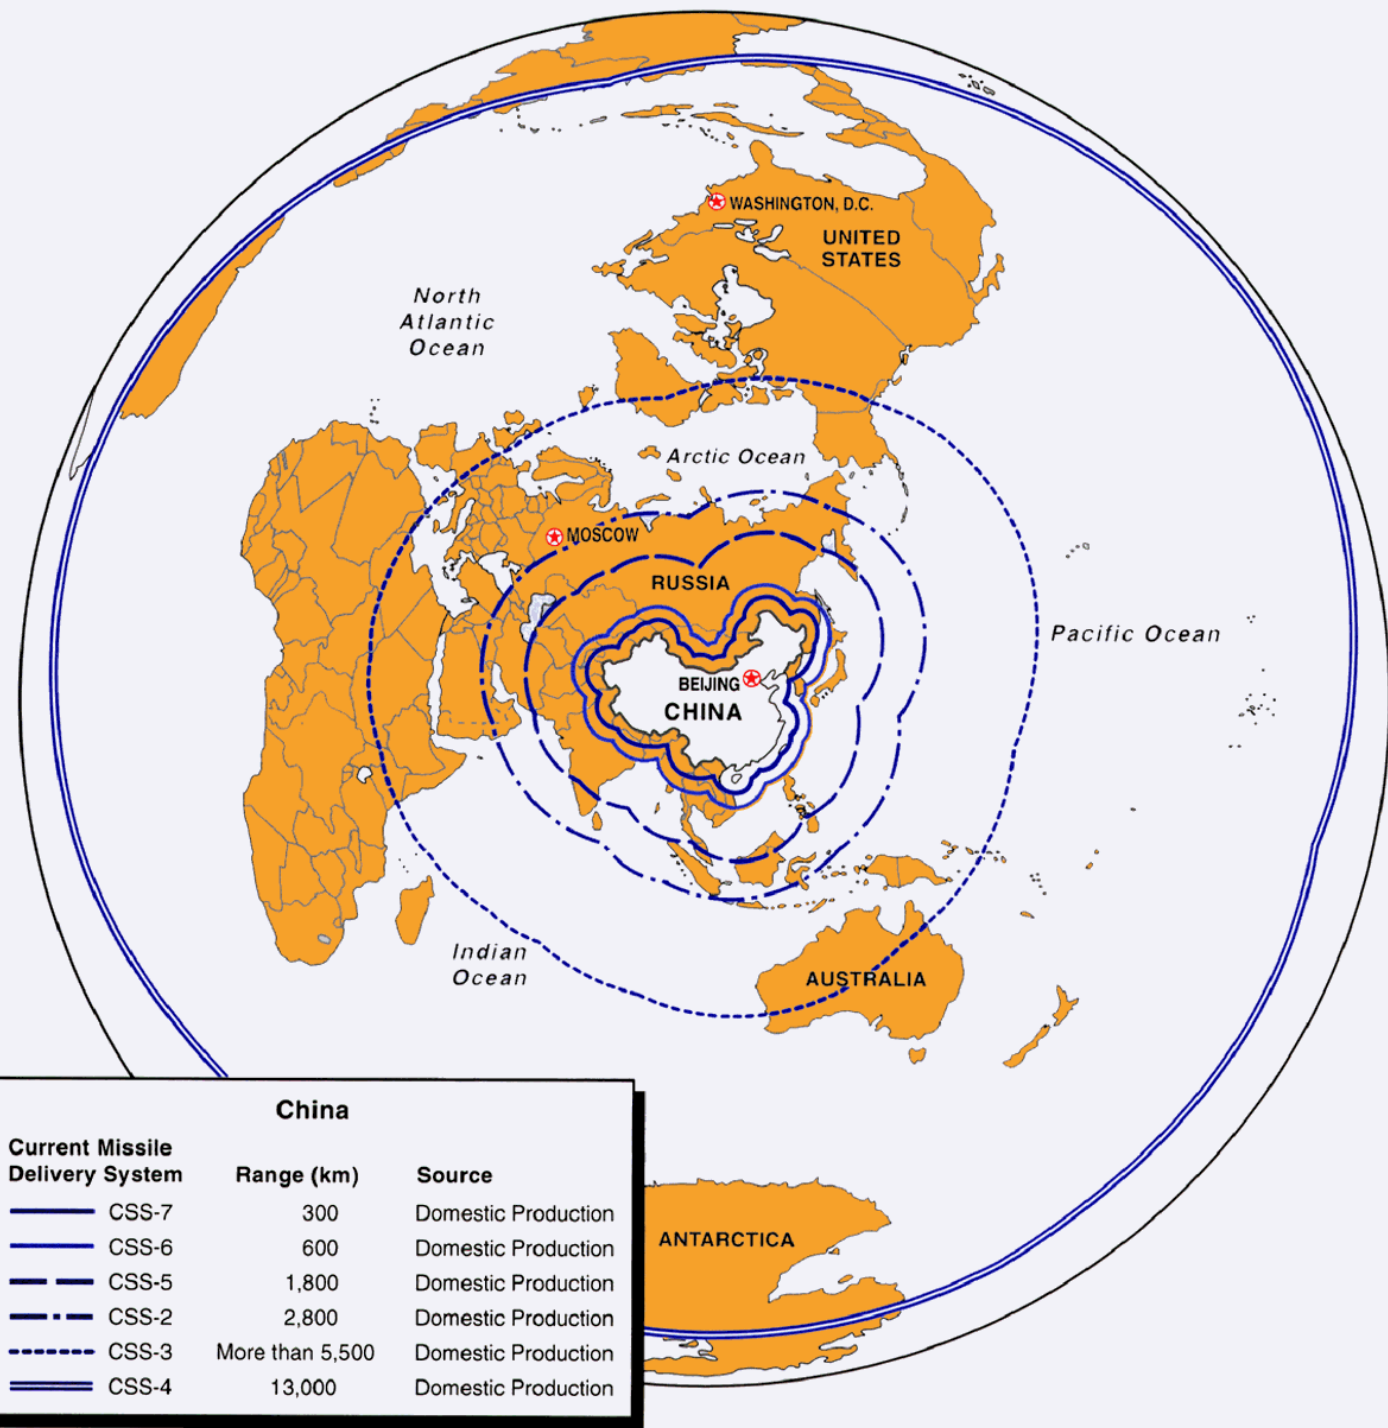 WASHINGTON, D.C.
UNITED
STATES
North
Atlantic
Ocean
Arctic Ocean
MOSCOW
RUSSIA
Pacific Ocean
BEIJING
CHINA
Indian
Ocean
AUSTRALIA
ANTARCTICA
China
Current Missile
Delivery System Range (km) Source
CSS-7 300 Domestic Production
CSS-6 600 Domestic Production
CSS-5 1,800 Domestic Production
CSS-2 2,800 Domestic Production
CSS-3 More than 5,500 Domestic Production
CSS-4 13,000 Domestic Production